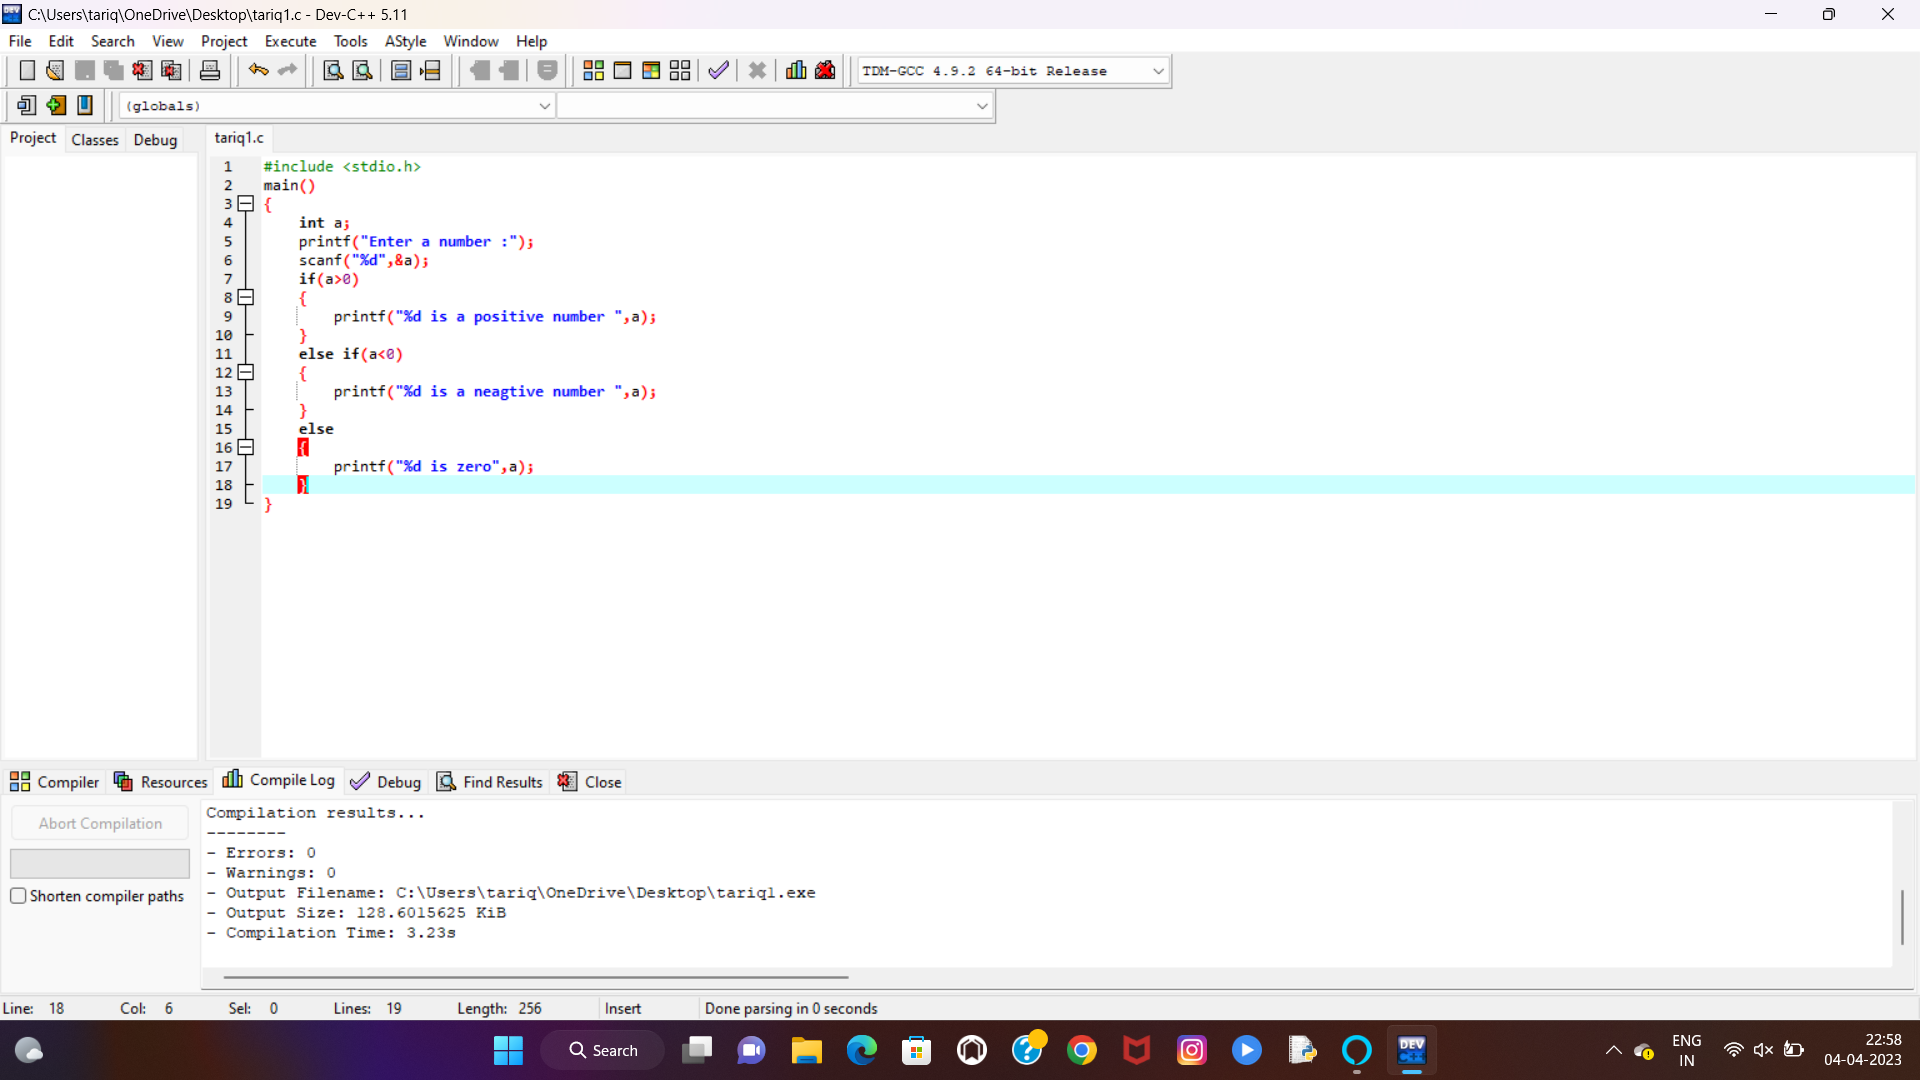 C:\Users\tariq\OneDrive\Desktop\tariq1.c - Dev-C++ 5.11
File Edit Search View Project Execute Tools AStyle Window Help
TDM-GCC 4.9.2 64-bit Release
(globals)
Project Classes Debug tariq1.c
1 #include <stdio.h>
2 main()
3 {
4 int a;
5 printf("Enter a number :");
6 scanf("%d",&a);
7 if(a>0)
8 {
9 printf("%d is a positive number ",a);
10 }
11 else if(a<0)
12 {
13 printf("%d is a neagtive number ",a);
14 }
15 else
16 {
17 printf("%d is zero",a);
18 }
19 }
Compiler Resources Compile Log Debug Find Results Close
Abort Compilation
Shorten compiler paths
Compilation results...
--------
- Errors: 0
- Warnings: 0
- Output Filename: C:\Users\tariq\OneDrive\Desktop\tariq1.exe
- Output Size: 128.6015625 KiB
- Compilation Time: 3.23s
Line: 18 Col: 6 Sel: 0 Lines: 19 Length: 256 Insert Done parsing in 0 seconds
Search
DEV
ENG
IN
22:58
04-04-2023